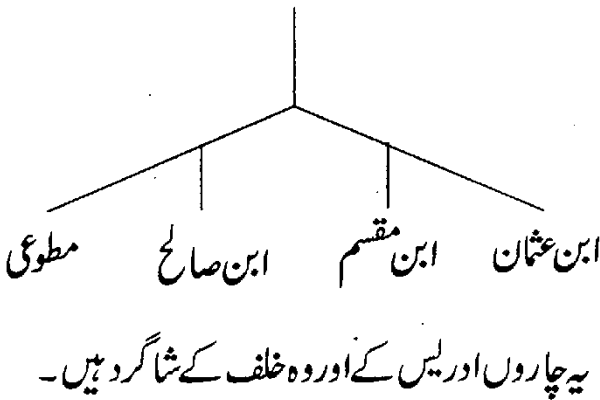 ابن عثمان ابن مقسم ابن صالح مطوعی
یہ چاروں ادریس کے اور وہ خلف کے شاگرد ہیں۔